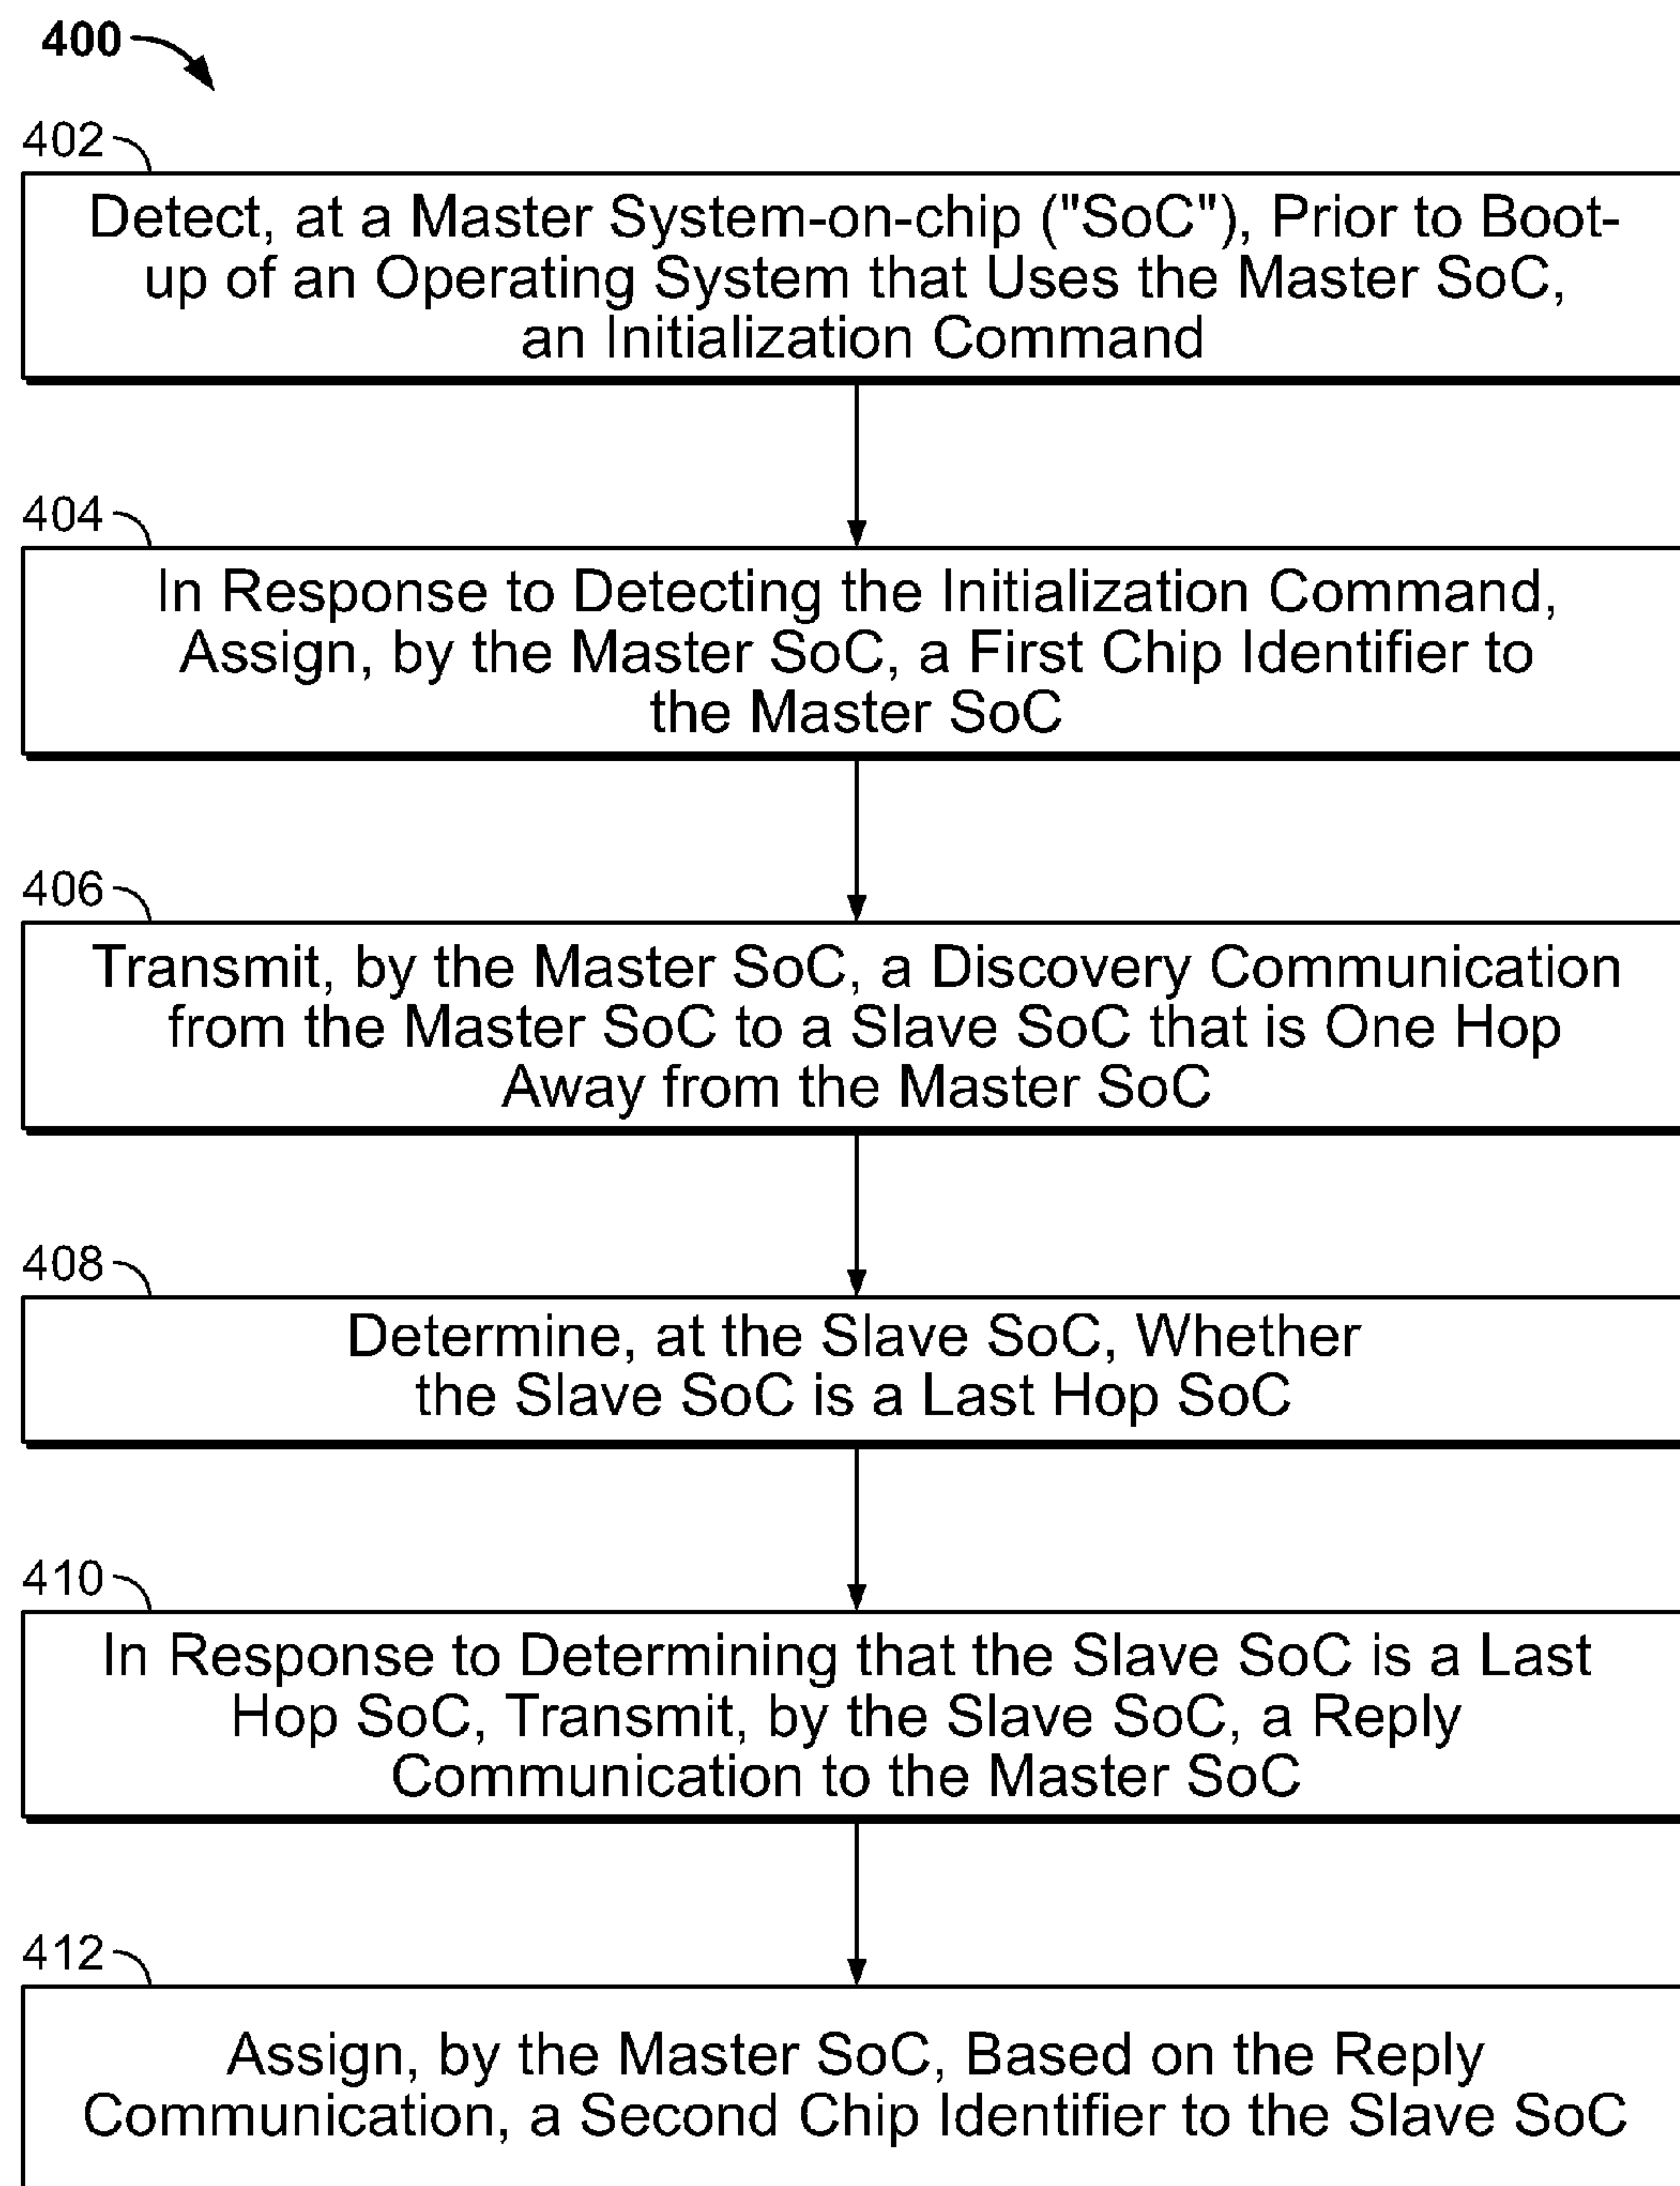 400
402
Detect, at a Master System-on-chip ("SoC"), Prior to Boot-
up of an Operating System that Uses the Master SoC,
an Initialization Command
404
In Response to Detecting the Initialization Command,
Assign, by the Master SoC, a First Chip Identifier to
the Master SoC
406
Transmit, by the Master SoC, a Discovery Communication
from the Master SoC to a Slave SoC that is One Hop
Away from the Master SoC
408
Determine, at the Slave SoC, Whether
the Slave SoC is a Last Hop SoC
410
In Response to Determining that the Slave SoC is a Last
Hop SoC, Transmit, by the Slave SoC, a Reply
Communication to the Master SoC
412
Assign, by the Master SoC, Based on the Reply
Communication, a Second Chip Identifier to the Slave SoC